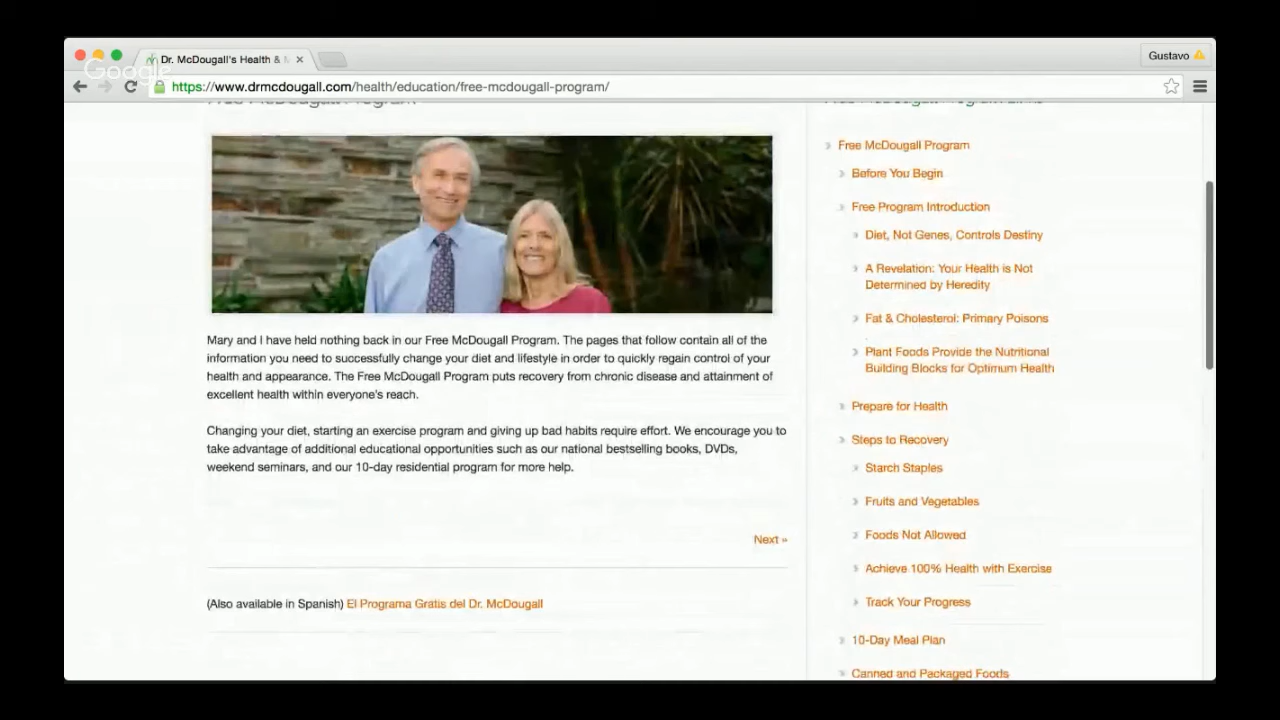 Dr. McDougall's Health &
Gustavo
Google
https://www.drmcdougall.com/health/education/free-mcdougall-program/
Free McDougall Program
Mary and I have held nothing back in our Free McDougall Program. The pages that follow contain all of the
information you need to successfully change your diet and lifestyle in order to quickly regain control of your
health and appearance. The Free McDougall Program puts recovery from chronic disease and attainment of
excellent health within everyone's reach.
Changing your diet, starting an exercise program and giving up bad habits require effort. We encourage you to
take advantage of additional educational opportunities such as our national bestselling books, DVDs,
weekend seminars, and our 10-day residential program for more help.
Next »
(Also available in Spanish) El Programa Gratis del Dr. McDougall
Free McDougall Program Links
Free McDougall Program
Before You Begin
Free Program Introduction
Diet, Not Genes, Controls Destiny
A Revelation: Your Health is Not
Determined by Heredity
Fat & Cholesterol: Primary Poisons
Plant Foods Provide the Nutritional
Building Blocks for Optimum Health
Prepare for Health
Steps to Recovery
Starch Staples
Fruits and Vegetables
Foods Not Allowed
Achieve 100% Health with Exercise
Track Your Progress
10-Day Meal Plan
Canned and Packaged Foods